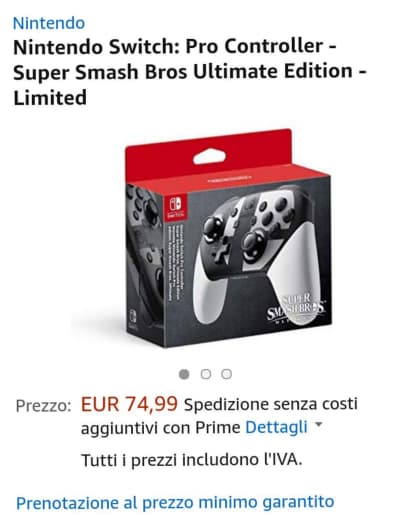 Nintendo
Nintendo Switch: Pro Controller -
Super Smash Bros Ultimate Edition -
Limited
SUPER
SMASH BROS
Prezzo: EUR 74,99 Spedizione senza costi
aggiuntivi con Prime Dettagli
Tutti i prezzi includono l'IVA.
Prenotazione al prezzo minimo garantito